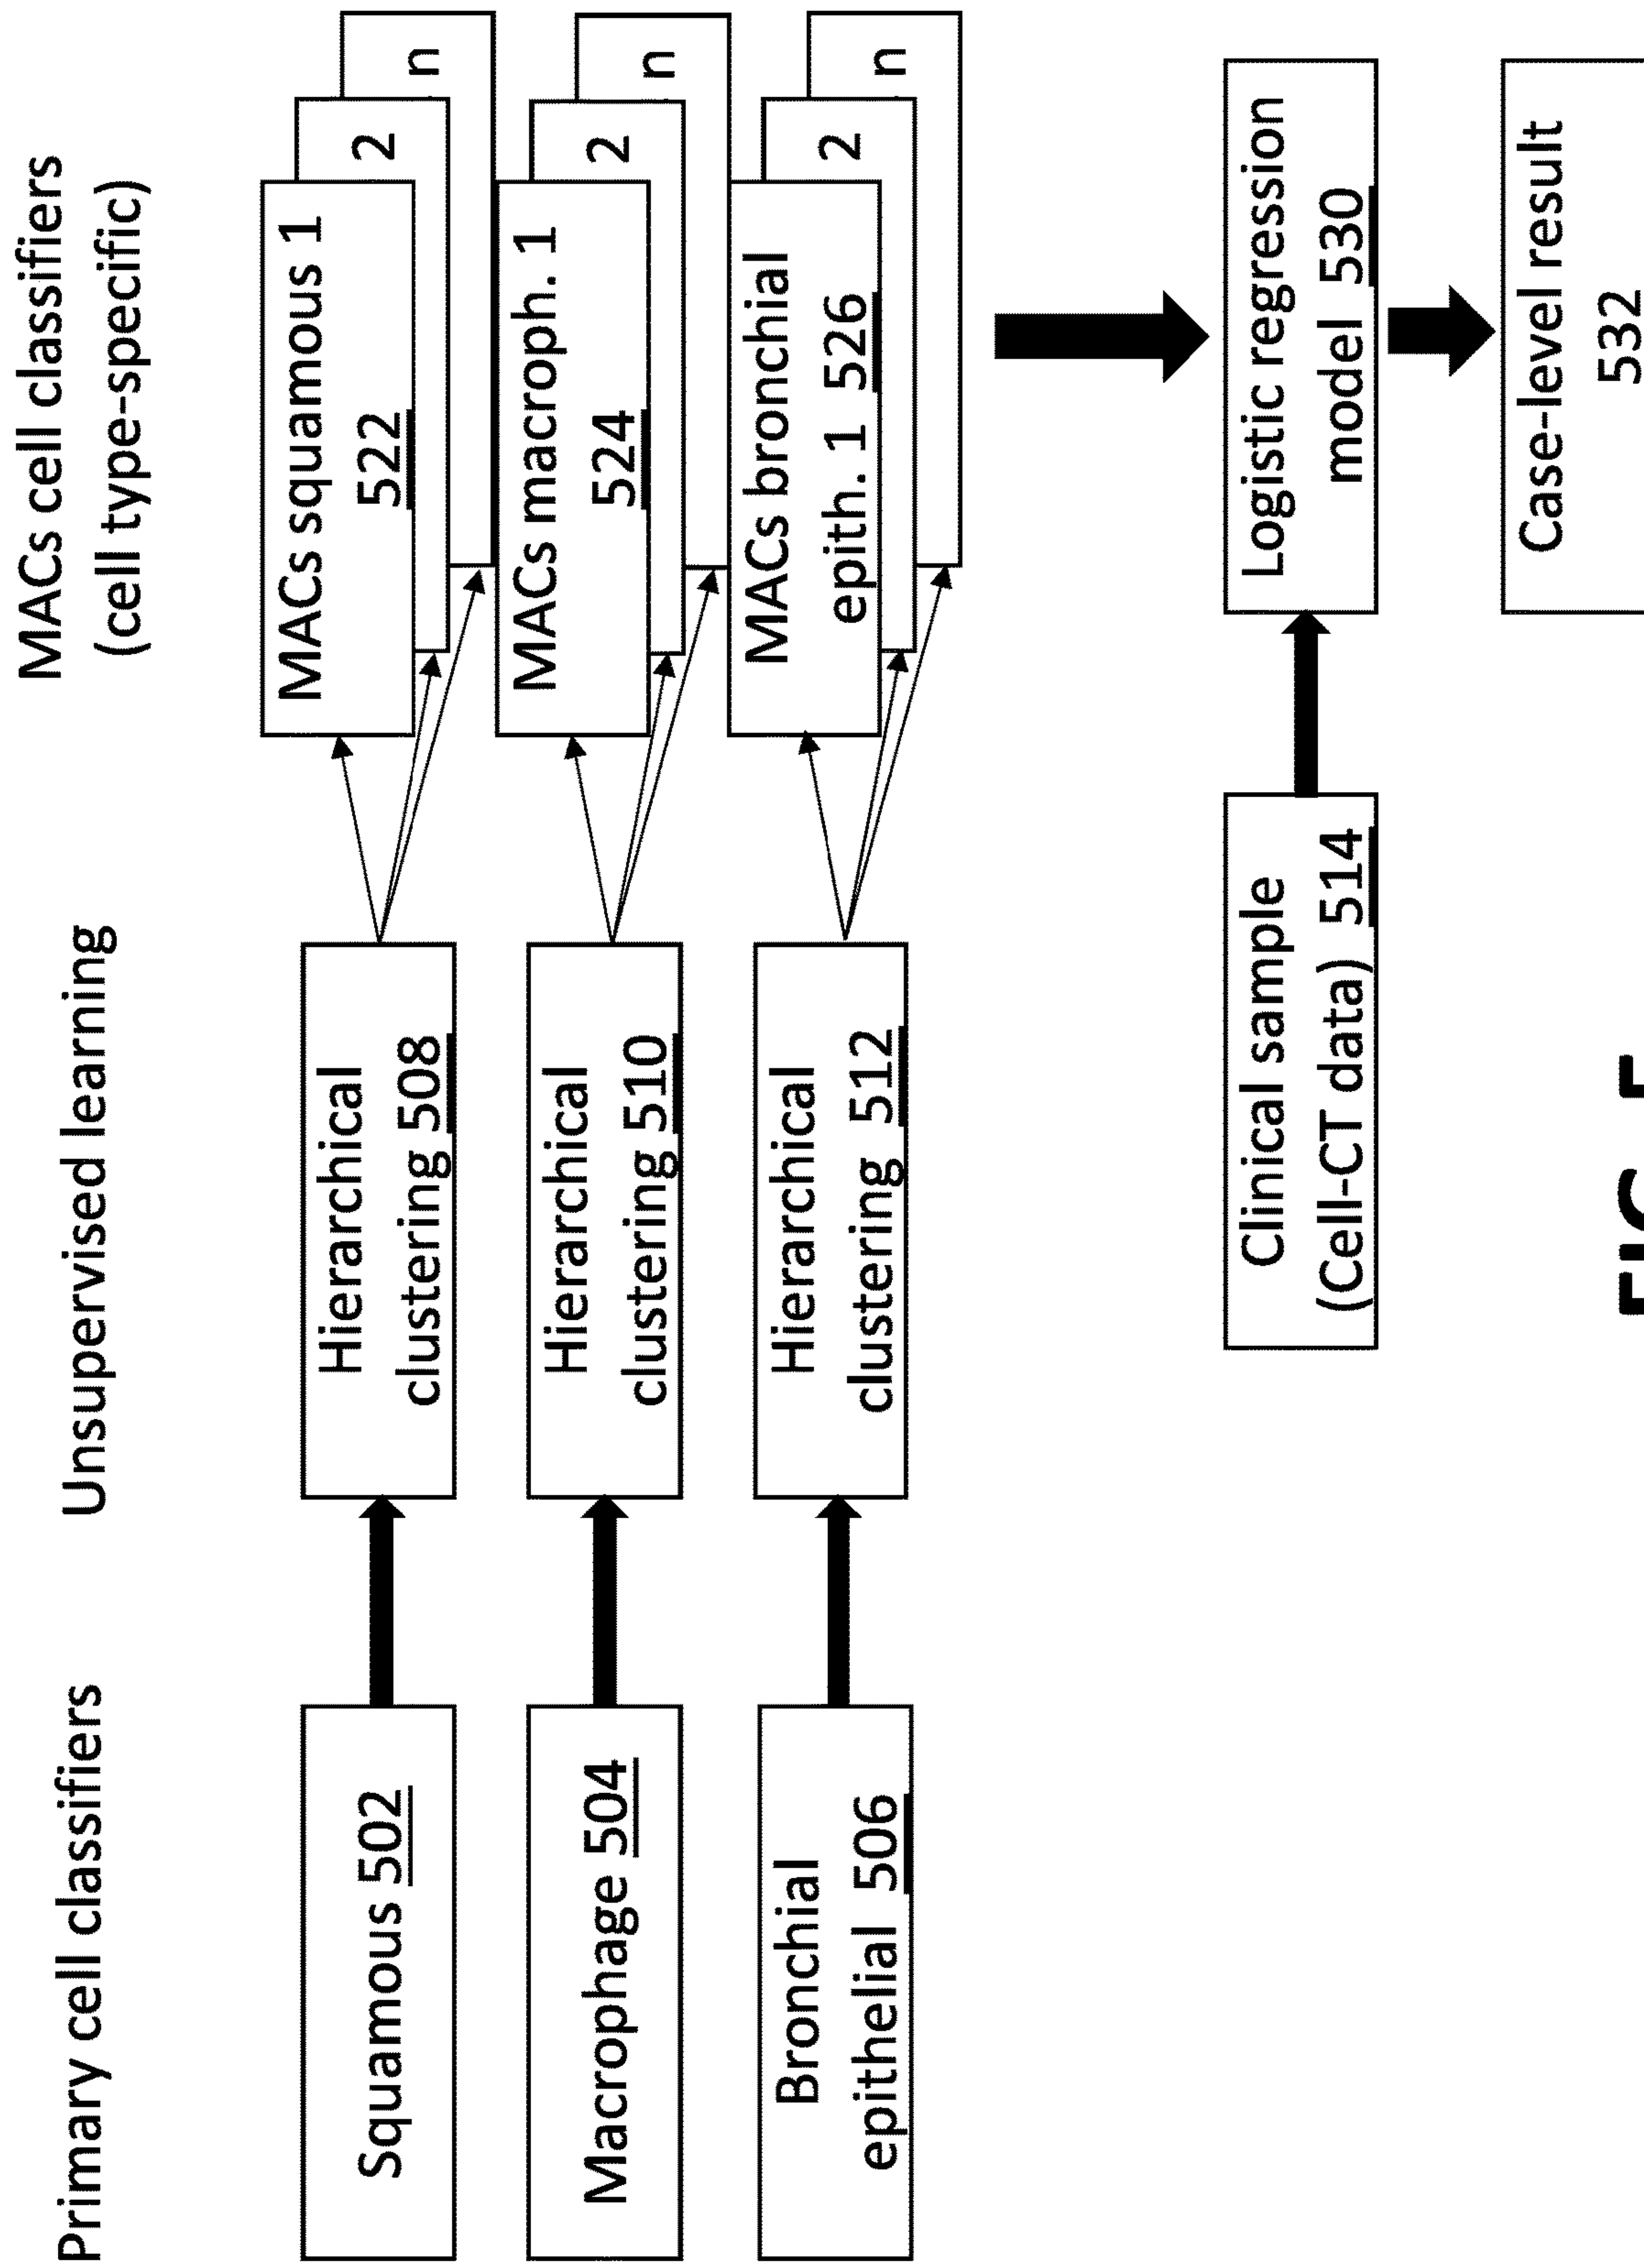 Primary cell classifiers
Unsupervised learning
MACs cell classifiers
(cell type-specific)
Squamous 502
Hierarchical
clustering 508
MACs squamous 1
522
2
n
Macrophage 504
Hierarchical
clustering 510
MACs macroph. 1
524
2
n
Bronchial
epithelial 506
Hierarchical
clustering 512
MACs bronchial
epith. 1 526
2
n
Clinical sample
(Cell-CT data) 514
Logistic regression
model 530
Case-level result
532